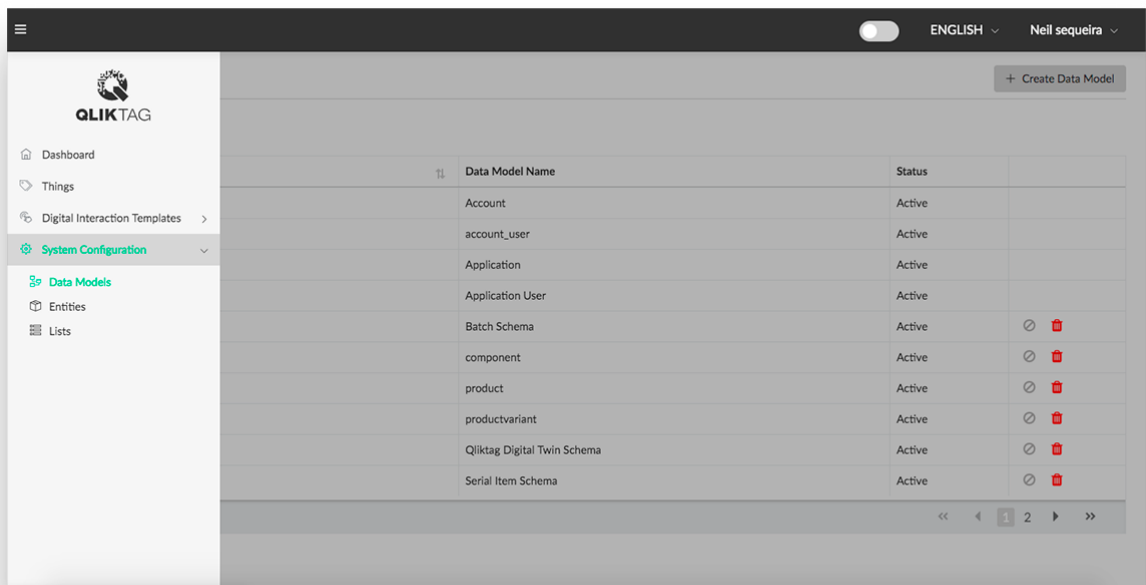 ENGLISH Neil sequeira
QLIKTAG
+ Create Data Model
Dashboard
Things
Digital Interaction Templates
System Configuration
Data Models
Entities
Lists
Data Model Name Status
Account Active
account_user Active
Application Active
Application User Active
Batch Schema Active
component Active
product Active
productvariant Active
Qliktag Digital Twin Schema Active
Serial Item Schema Active
1 2